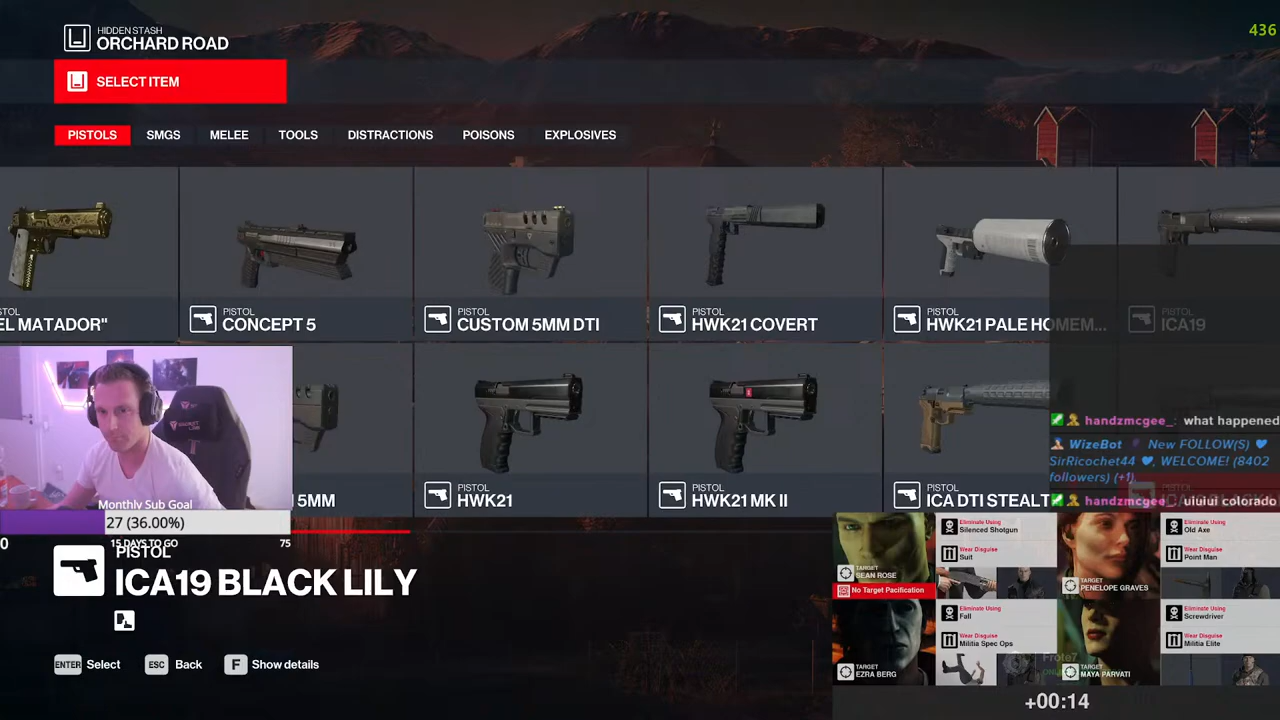 HIDDEN STASH
ORCHARD ROAD
436
SELECT ITEM
PISTOLS SMGS MELEE TOOLS DISTRACTIONS POISONS EXPLOSIVES
EL MATADOR"
PISTOL
CONCEPT 5
PISTOL
CUSTOM 5MM DTI
PISTOL
HWK21 COVERT
PISTOL
HWK21 PALE HOMEM...
PISTOL
ICA19
5MM
PISTOL
HWK21
PISTOL
HWK21 MK II
PISTOL
ICA DTI STEALT
handzmcgee_: what happened
WizeBot New FOLLOW(S)
SirRicochet44 , WELCOME! (8402
followers) (+1)
handzmcgee_: uiuiui colorado
Monthly Sub Goal
27 (36.00%)
0 15 DAYS TO GO 75
PISTOL
ICA19 BLACK LILY
ENTER Select ESC Back F Show details
TARGET
SEAN ROSE
No Target Pacification
Eliminate Using
Silenced Shotgun
Wear Disguise
Suit
TARGET
PENELOPE GRAVES
Eliminate Using
Old Axe
Wear Disguise
Point Man
TARGET
EZRA BERG
Eliminate Using
Fall
Wear Disguise
Militia Spec Ops
TARGET
MAYA PARVATI
Eliminate Using
Screwdriver
Wear Disguise
Militia Elite
Frote7
+00:14